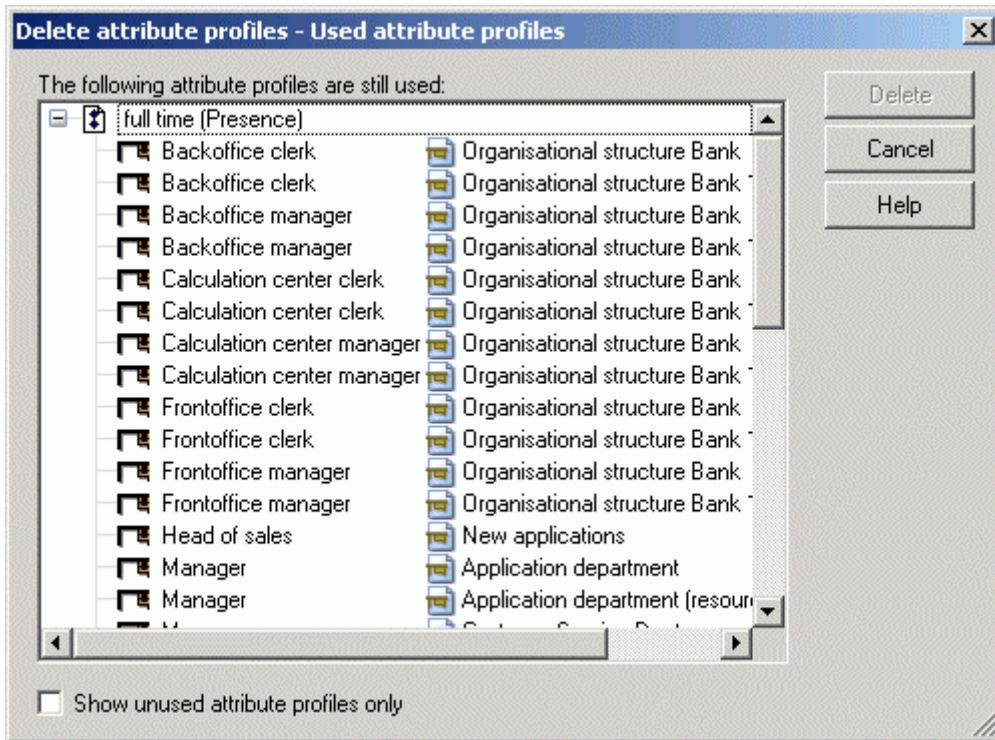 Delete attribute profiles - Used attribute profiles
The following attribute profiles are still used:
Delete
full time (Presence)
Cancel
Backoffice clerk Organisational structure Bank
Backoffice clerk Organisational structure Bank
Help
Backoffice manager Organisational structure Bank
Backoffice manager Organisational structure Bank
Calculation center clerk Organisational structure Bank
Calculation center clerk Organisational structure Bank
Calculation center manager Organisational structure Bank
Calculation center manager Organisational structure Bank
Frontoffice clerk Organisational structure Bank
Frontoffice clerk Organisational structure Bank
Frontoffice manager Organisational structure Bank
Frontoffice manager Organisational structure Bank
Head of sales New applications
Manager Application department
Manager Application department (resour
Show unused attribute profiles only